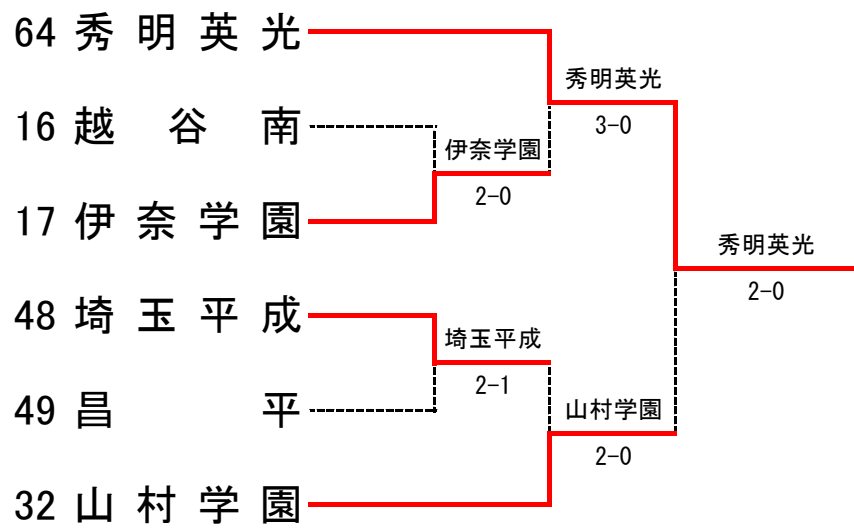 64 秀明英光
16 越谷南
17 伊奈学園
48 埼玉平成
49 昌平
32 山村学園
伊奈学園
2-0
埼玉平成
2-1
秀明英光
3-0
山村学園
2-0
秀明英光
2-0